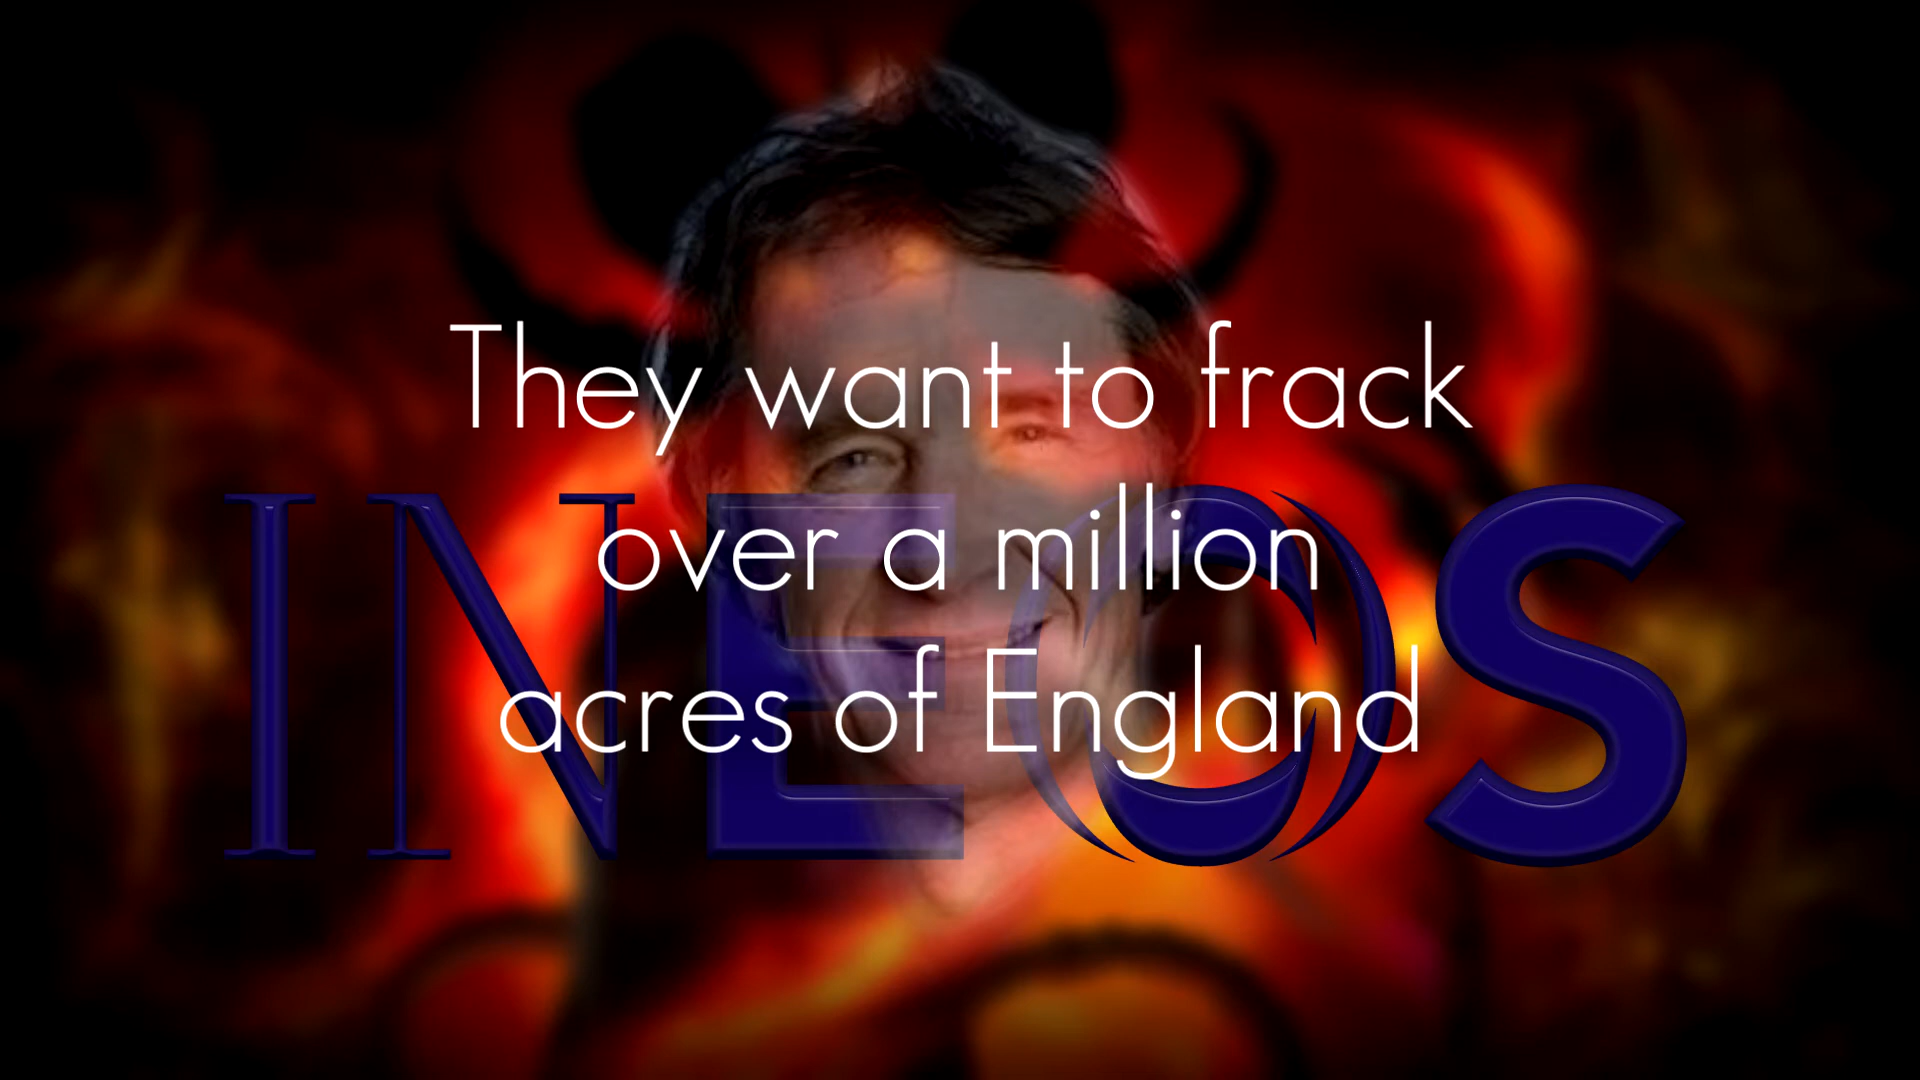 They want to frack
over a million
acres of England
INEOS